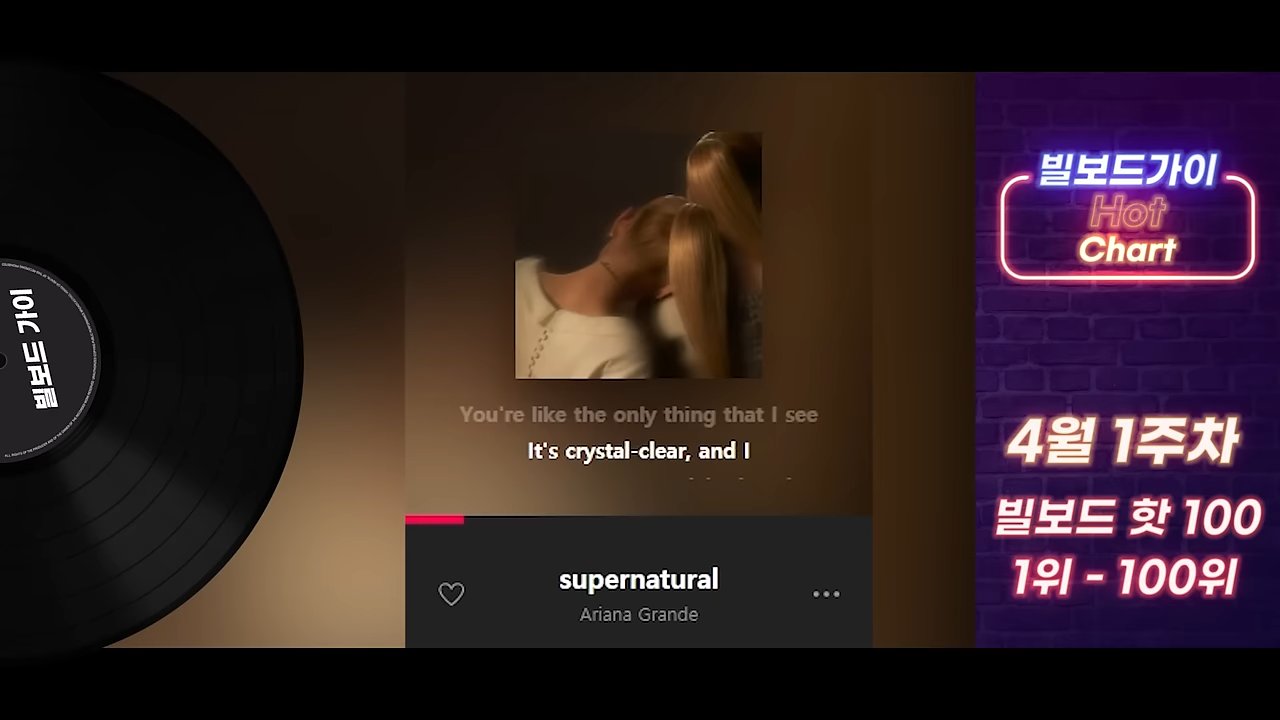 빌보드 가이
You're like the only thing that I see
It's crystal-clear, and I
supernatural
Ariana Grande
빌보드가이
Hot
Chart
4월 1주차
빌보드 핫 100
1위 - 100위